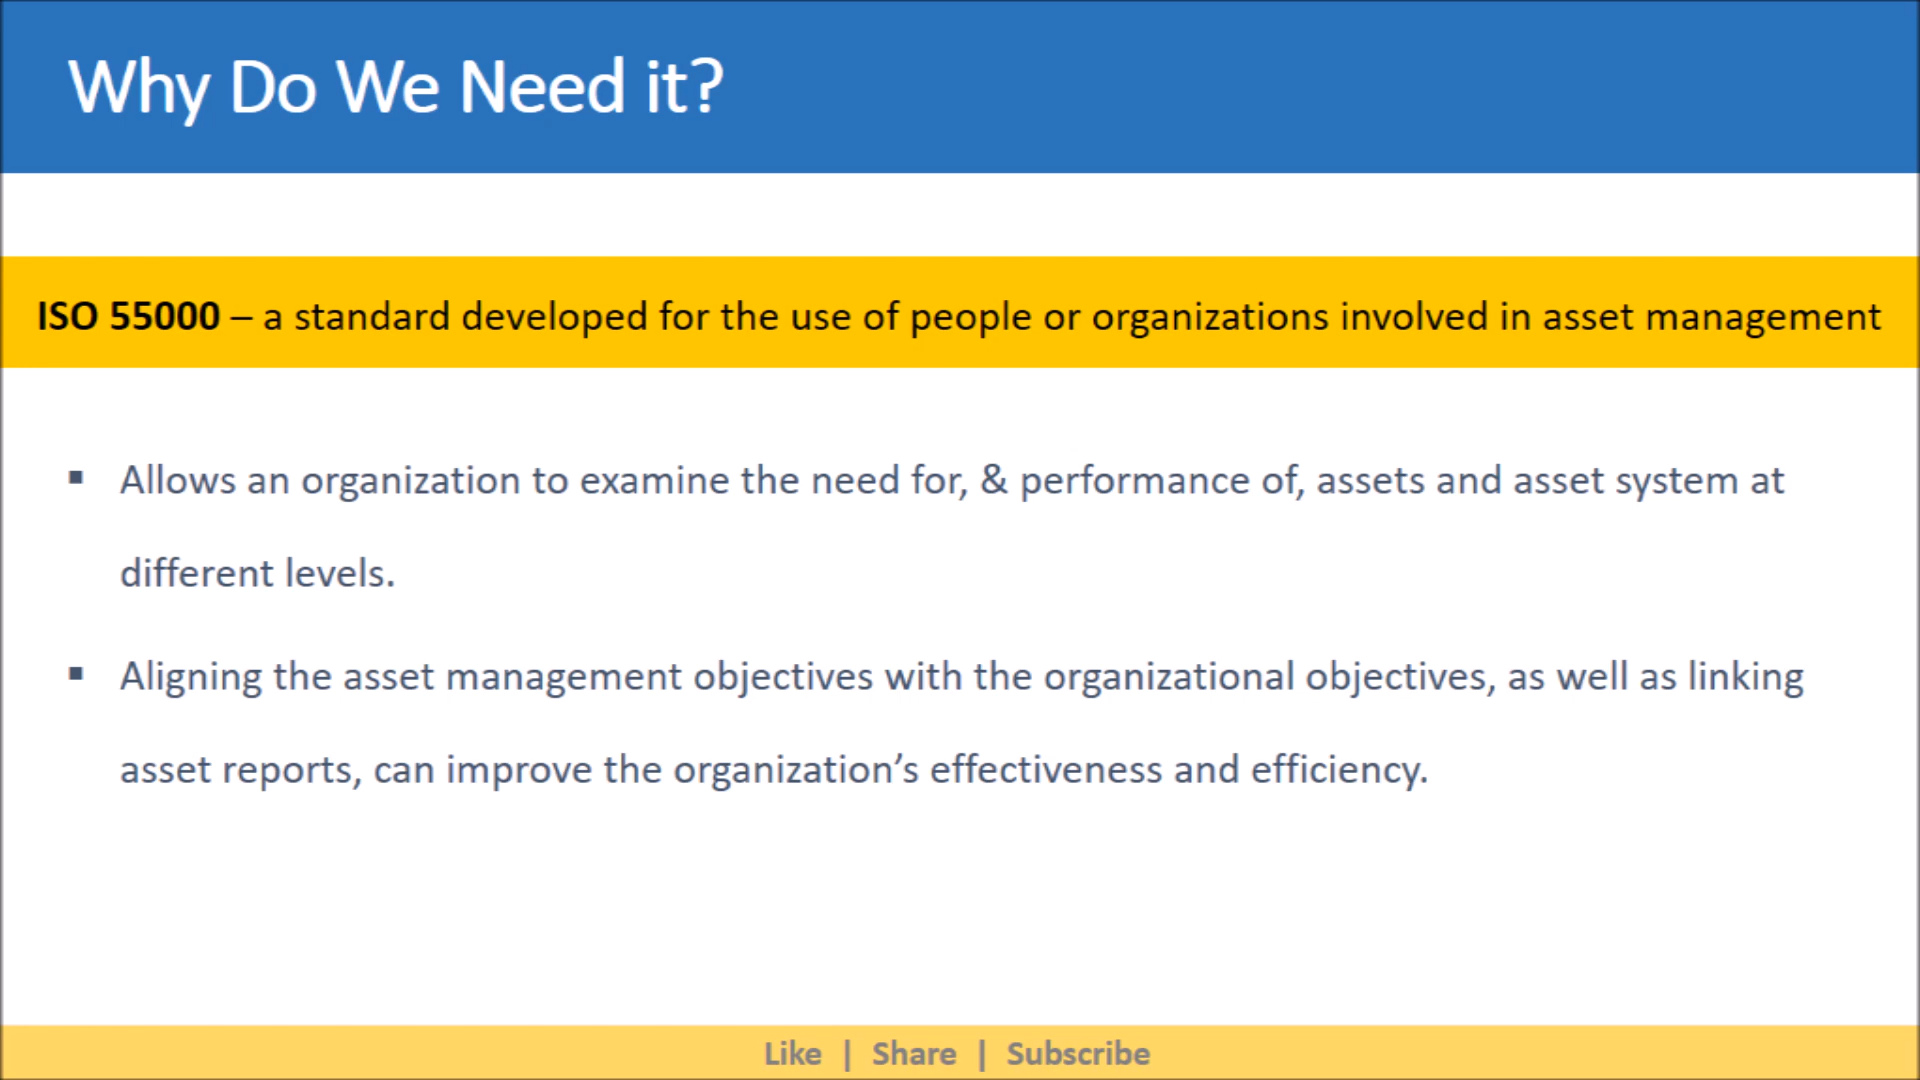 Why Do We Need it?
ISO 55000 – a standard developed for the use of people or organizations involved in asset management
▪ Allows an organization to examine the need for, & performance of, assets and asset system at
different levels.
▪ Aligning the asset management objectives with the organizational objectives, as well as linking
asset reports, can improve the organization’s effectiveness and efficiency.
Like | Share | Subscribe